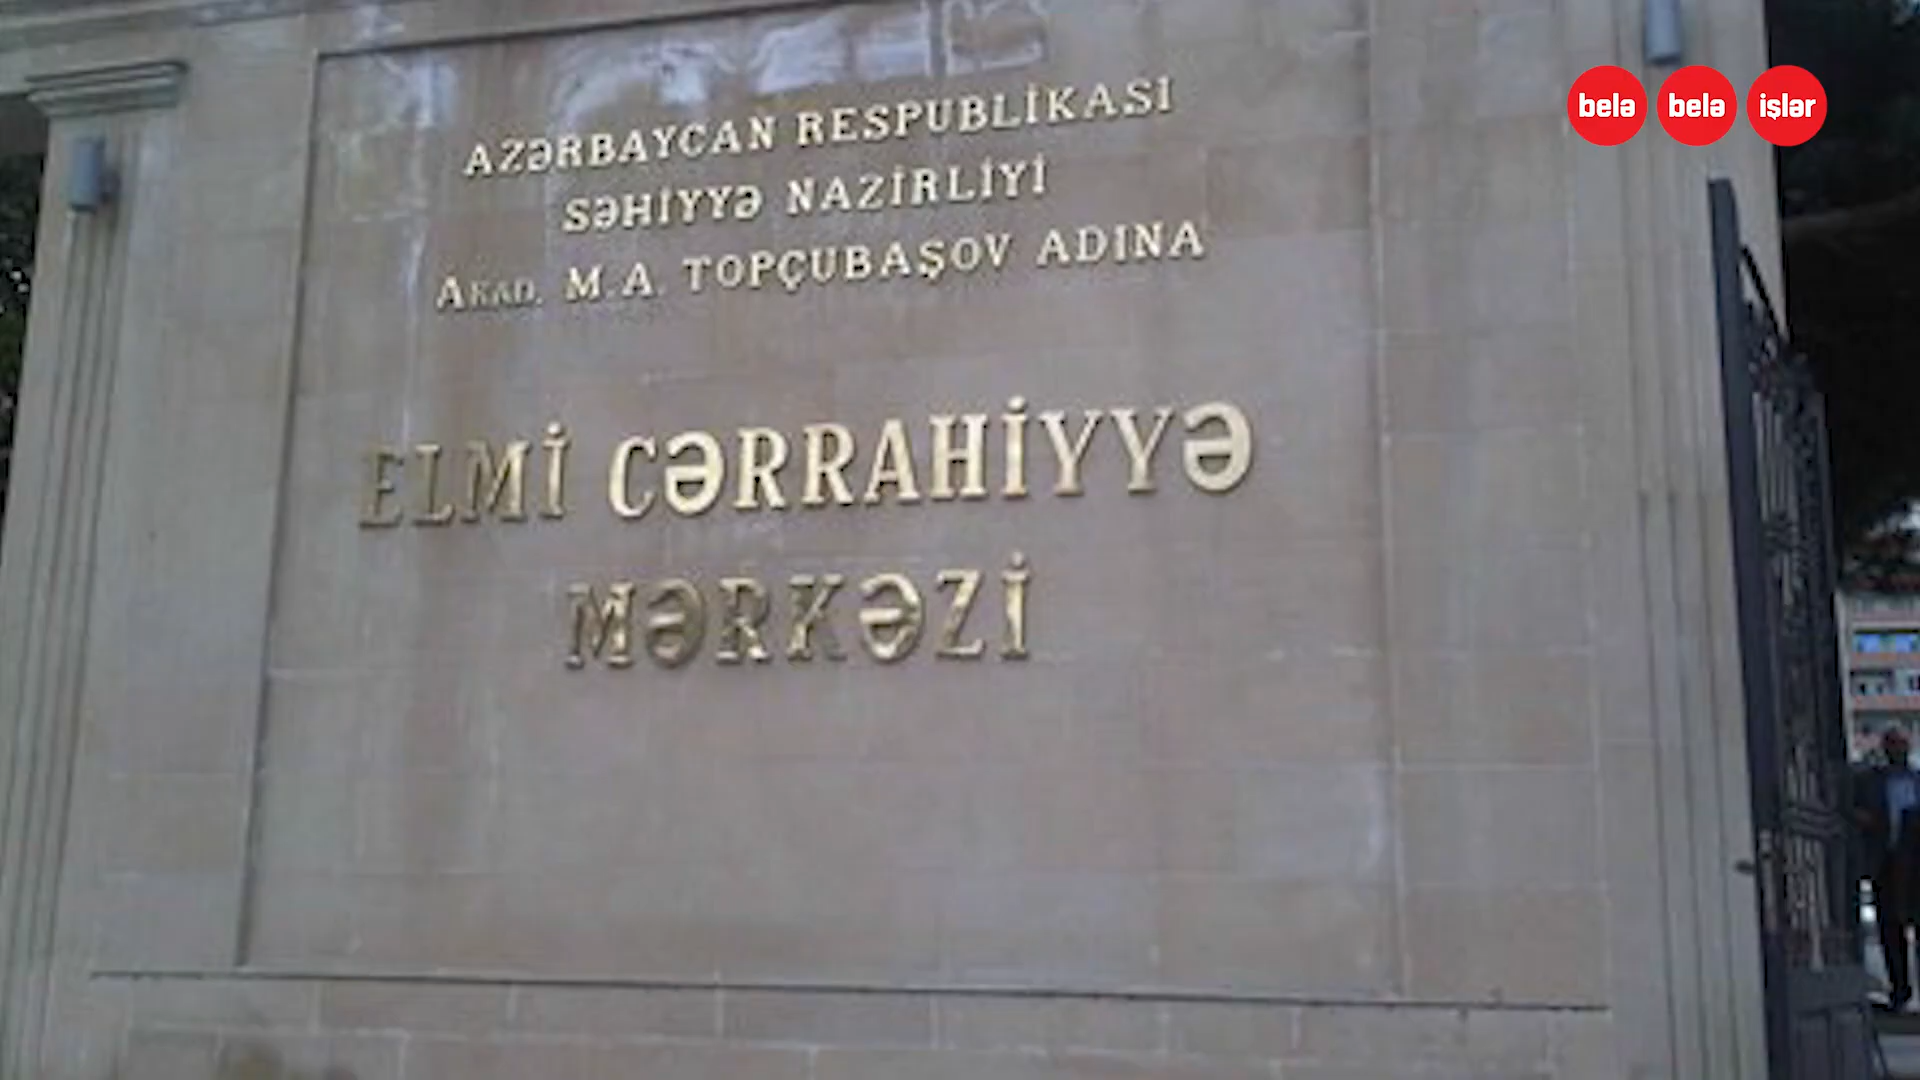 AZƏRBAYCAN RESPUBLİKASI
SƏHİYYƏ NAZİRLİYİ
AKAD. M.A. TOPÇUBAŞOV ADINA
ELMİ CƏRRAHİYYƏ
MƏRKƏZİ
belə belə işlər